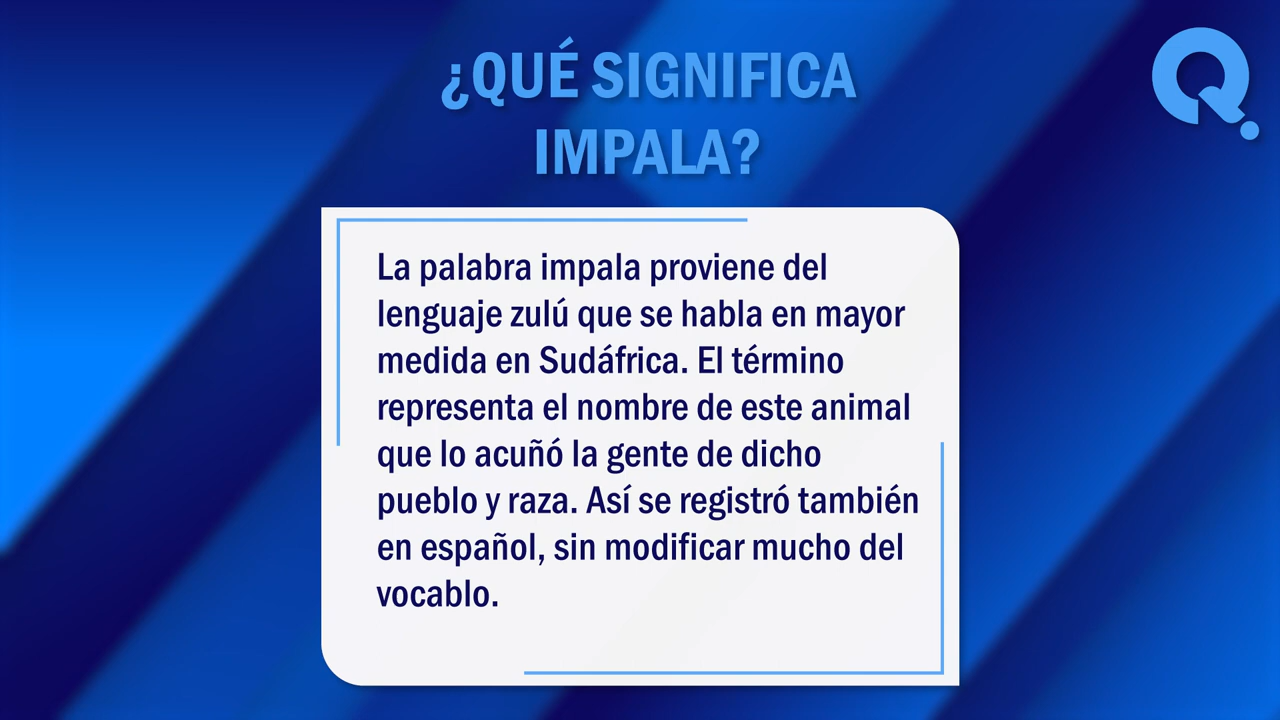 ¿QUÉ SIGNIFICA
IMPALA?
La palabra impala proviene del
lenguaje zulú que se habla en mayor
medida en Sudáfrica. El término
representa el nombre de este animal
que lo acuñó la gente de dicho
pueblo y raza. Así se registró también
en español, sin modificar mucho del
vocablo.